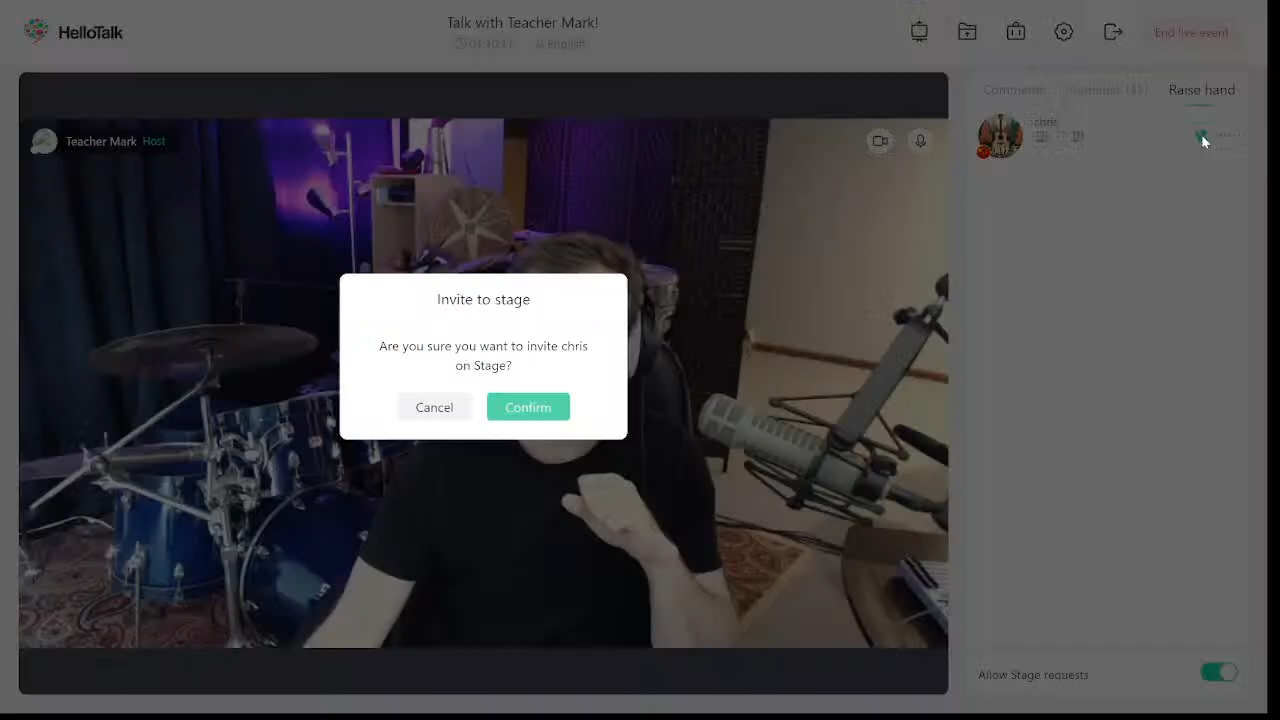 HelloTalk
Talk with Teacher Mark!
English
End live event
Raise hand
Teacher Mark Host
chris
Invite to stage
Are you sure you want to invite chris
on Stage?
Cancel
Confirm
Allow Stage requests